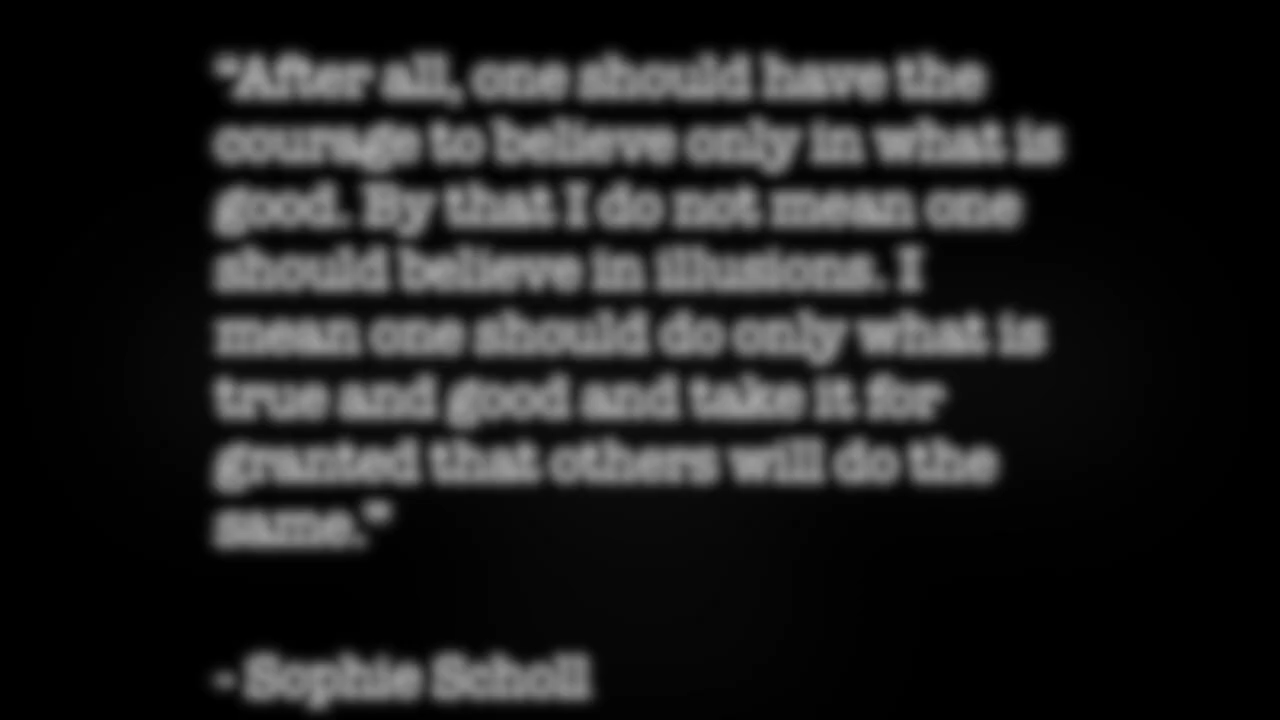 “After all, one should have the
courage to believe only in what is
good. By that I do not mean one
should believe in illusions. I
mean one should do only what is
true and good and take it for
granted that others will do the
same.”
- Sophie Scholl